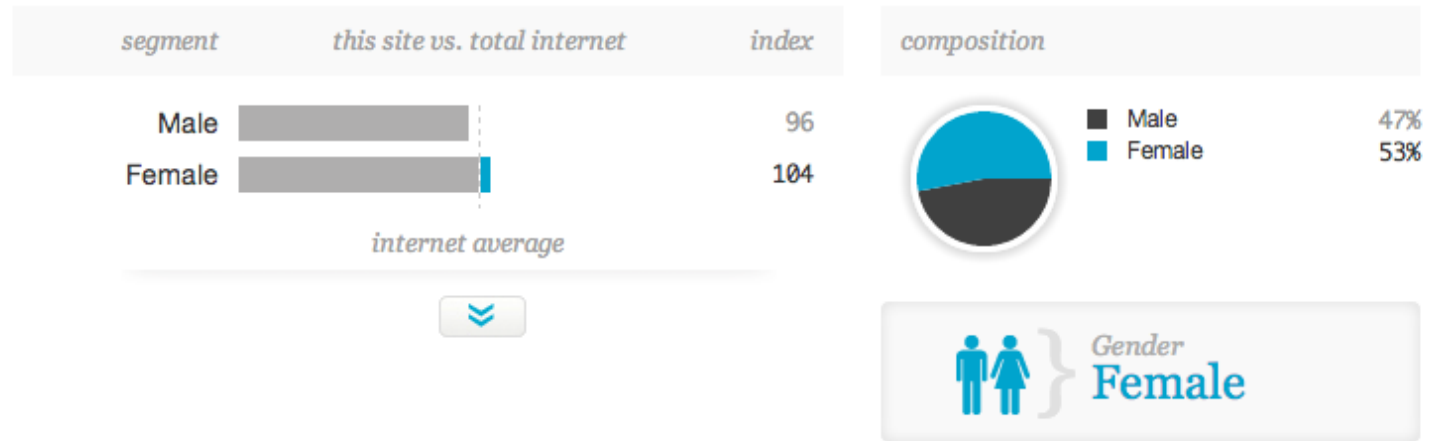 segment this site vs. total internet index
Male 96
Female 104
internet average
composition
Male 47%
Female 53%
Gender
Female